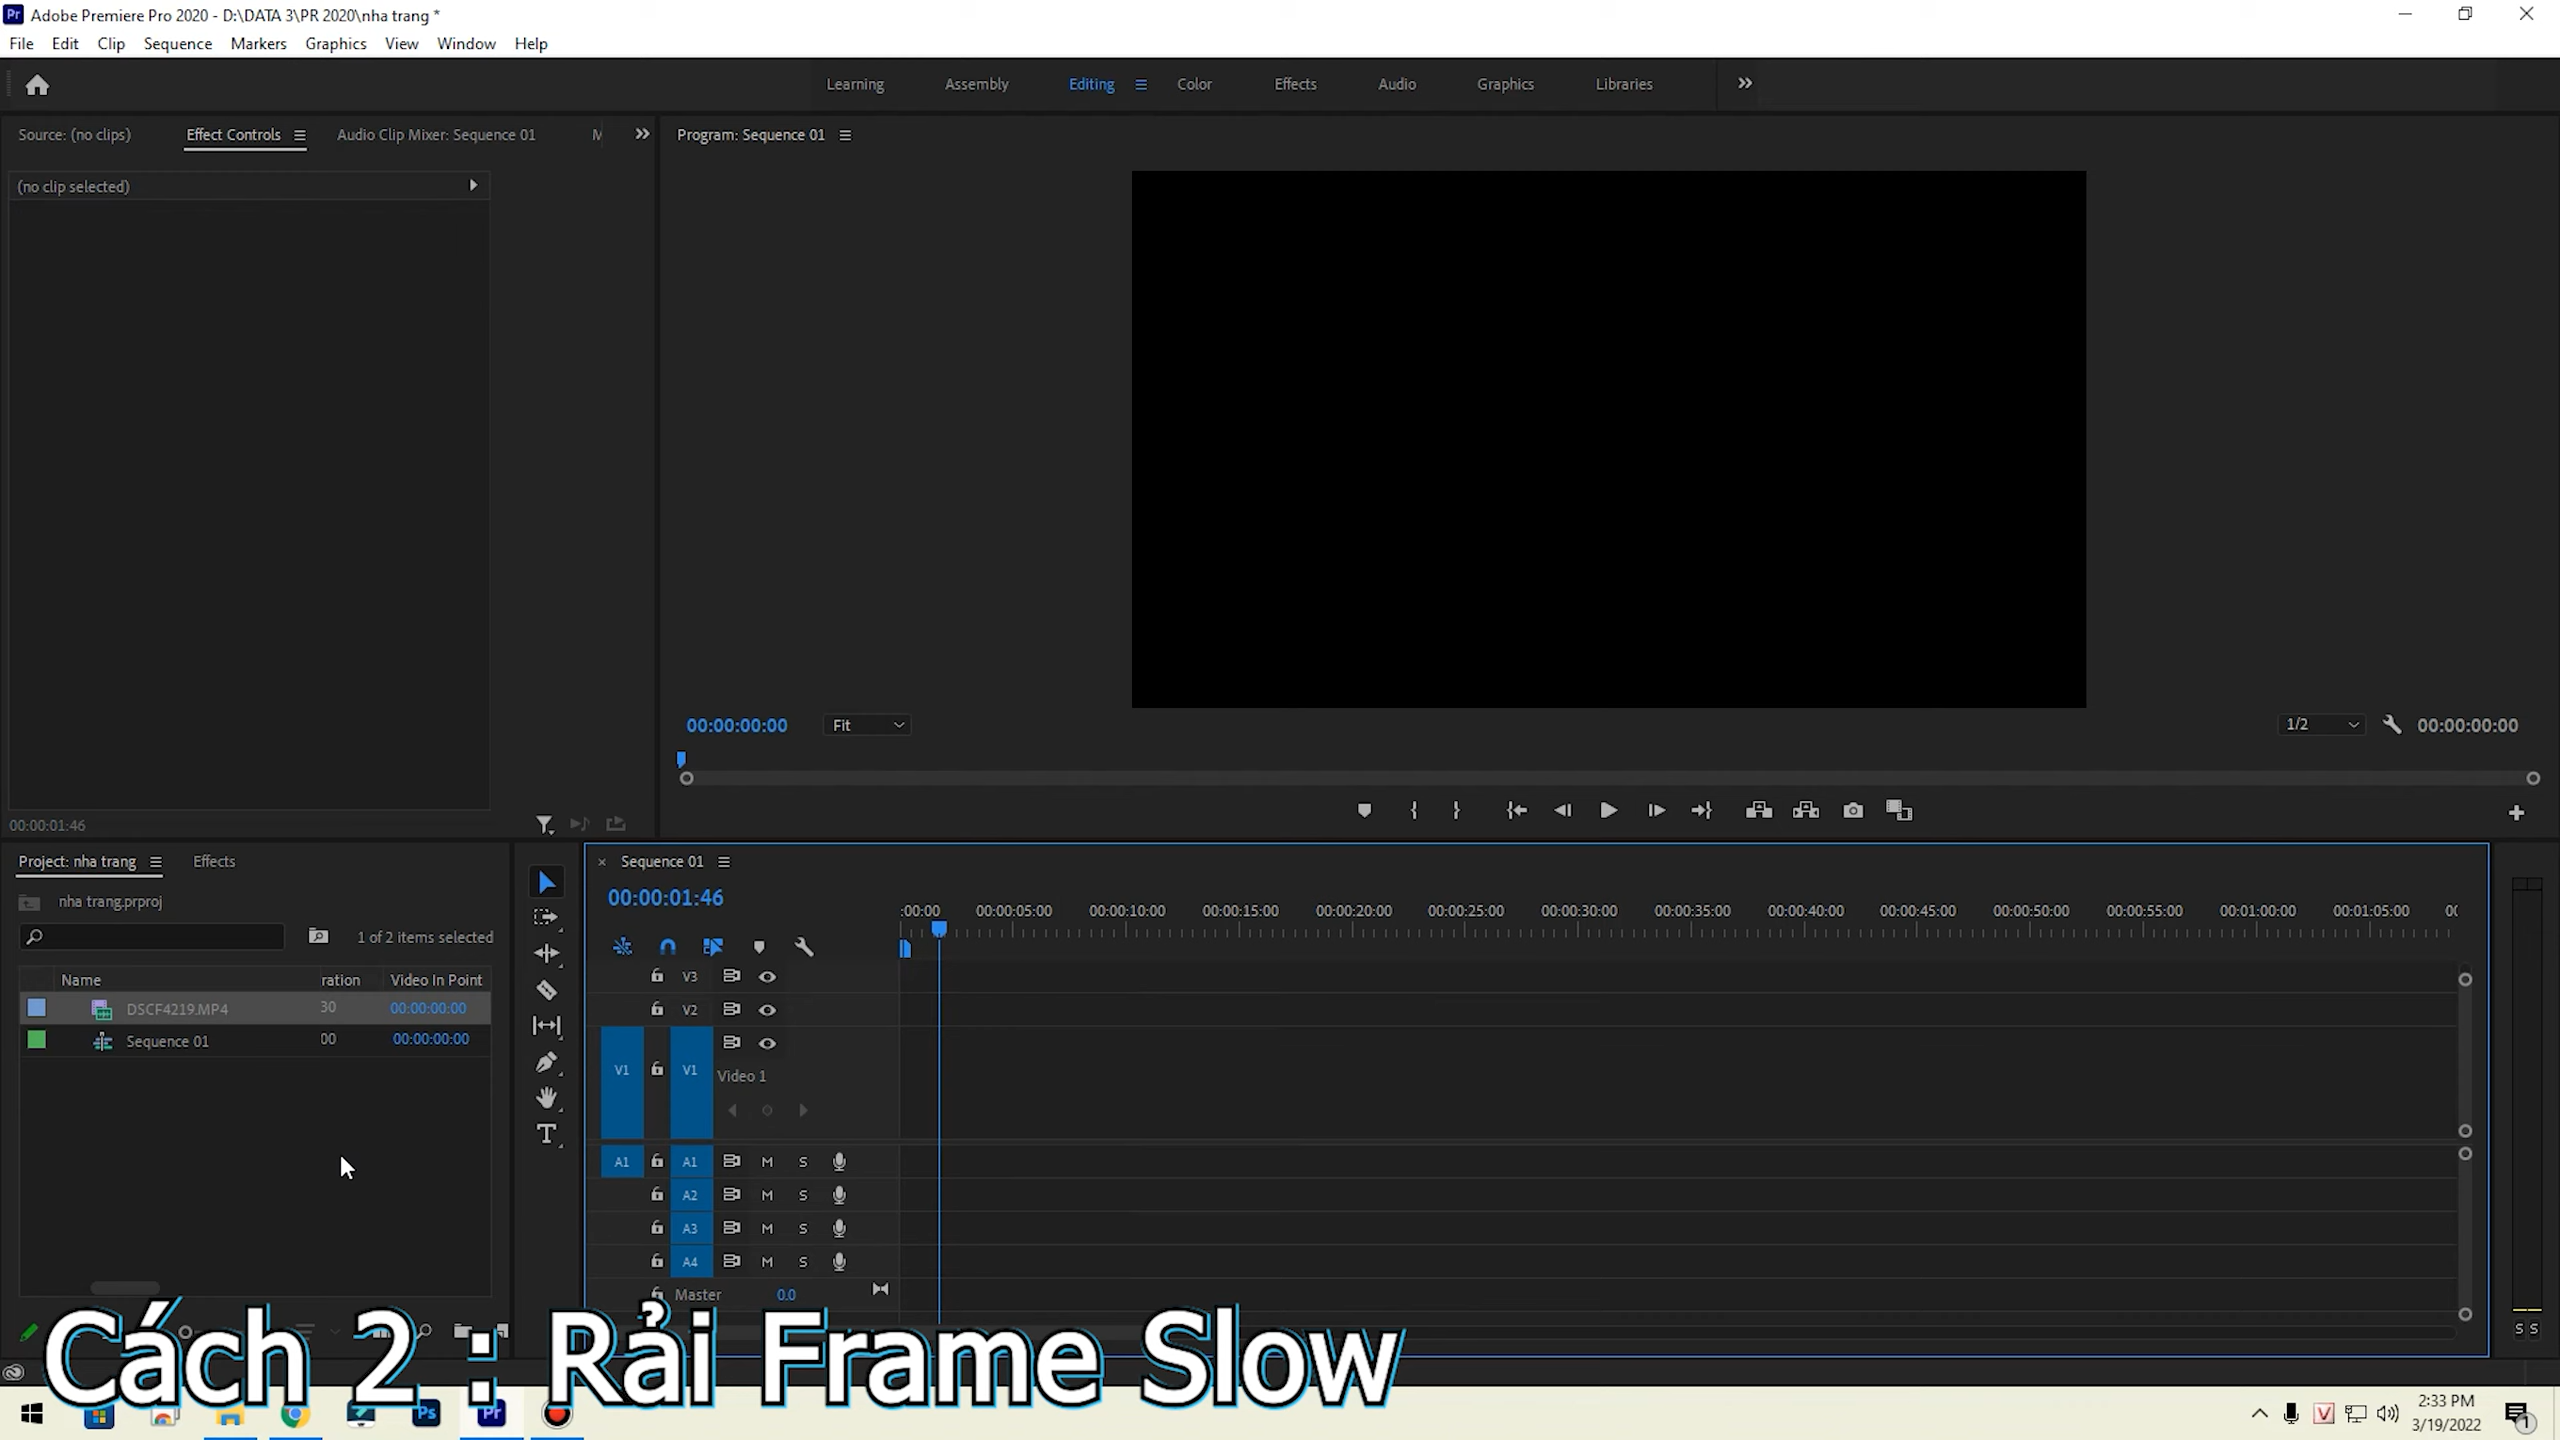 Adobe Premiere Pro 2020 - D:\DATA 3\PR 2020\nha trang *
File Edit Clip Sequence Markers Graphics View Window Help
Learning Assembly Editing Color Effects Audio Graphics Libraries
Source: (no clips) Effect Controls Audio Clip Mixer: Sequence 01
Program: Sequence 01
(no clip selected)
00:00:00:00 Fit 1/2 00:00:00:00
00:00:01:46
Project: nha trang Effects
nha trang.prproj
1 of 2 items selected
Name ration Video In Point
DSCF4219.MP4 30 00:00:00:00
Sequence 01 00 00:00:00:00
Sequence 01
00:00:01:46
:00:00 00:00:05:00 00:00:10:00 00:00:15:00 00:00:20:00 00:00:25:00 00:00:30:00 00:00:35:00 00:00:40:00 00:00:45:00 00:00:50:00 00:00:55:00 00:01:00:00 00:01:05:00
V3
V2
V1 V1
Video 1
A1 A1 M S
A2 M S
A3 M S
A4 M S
Master 0.0
S S
Cách 2 : Rải Frame Slow
Ps Pr
V
2:33 PM
3/19/2022
1